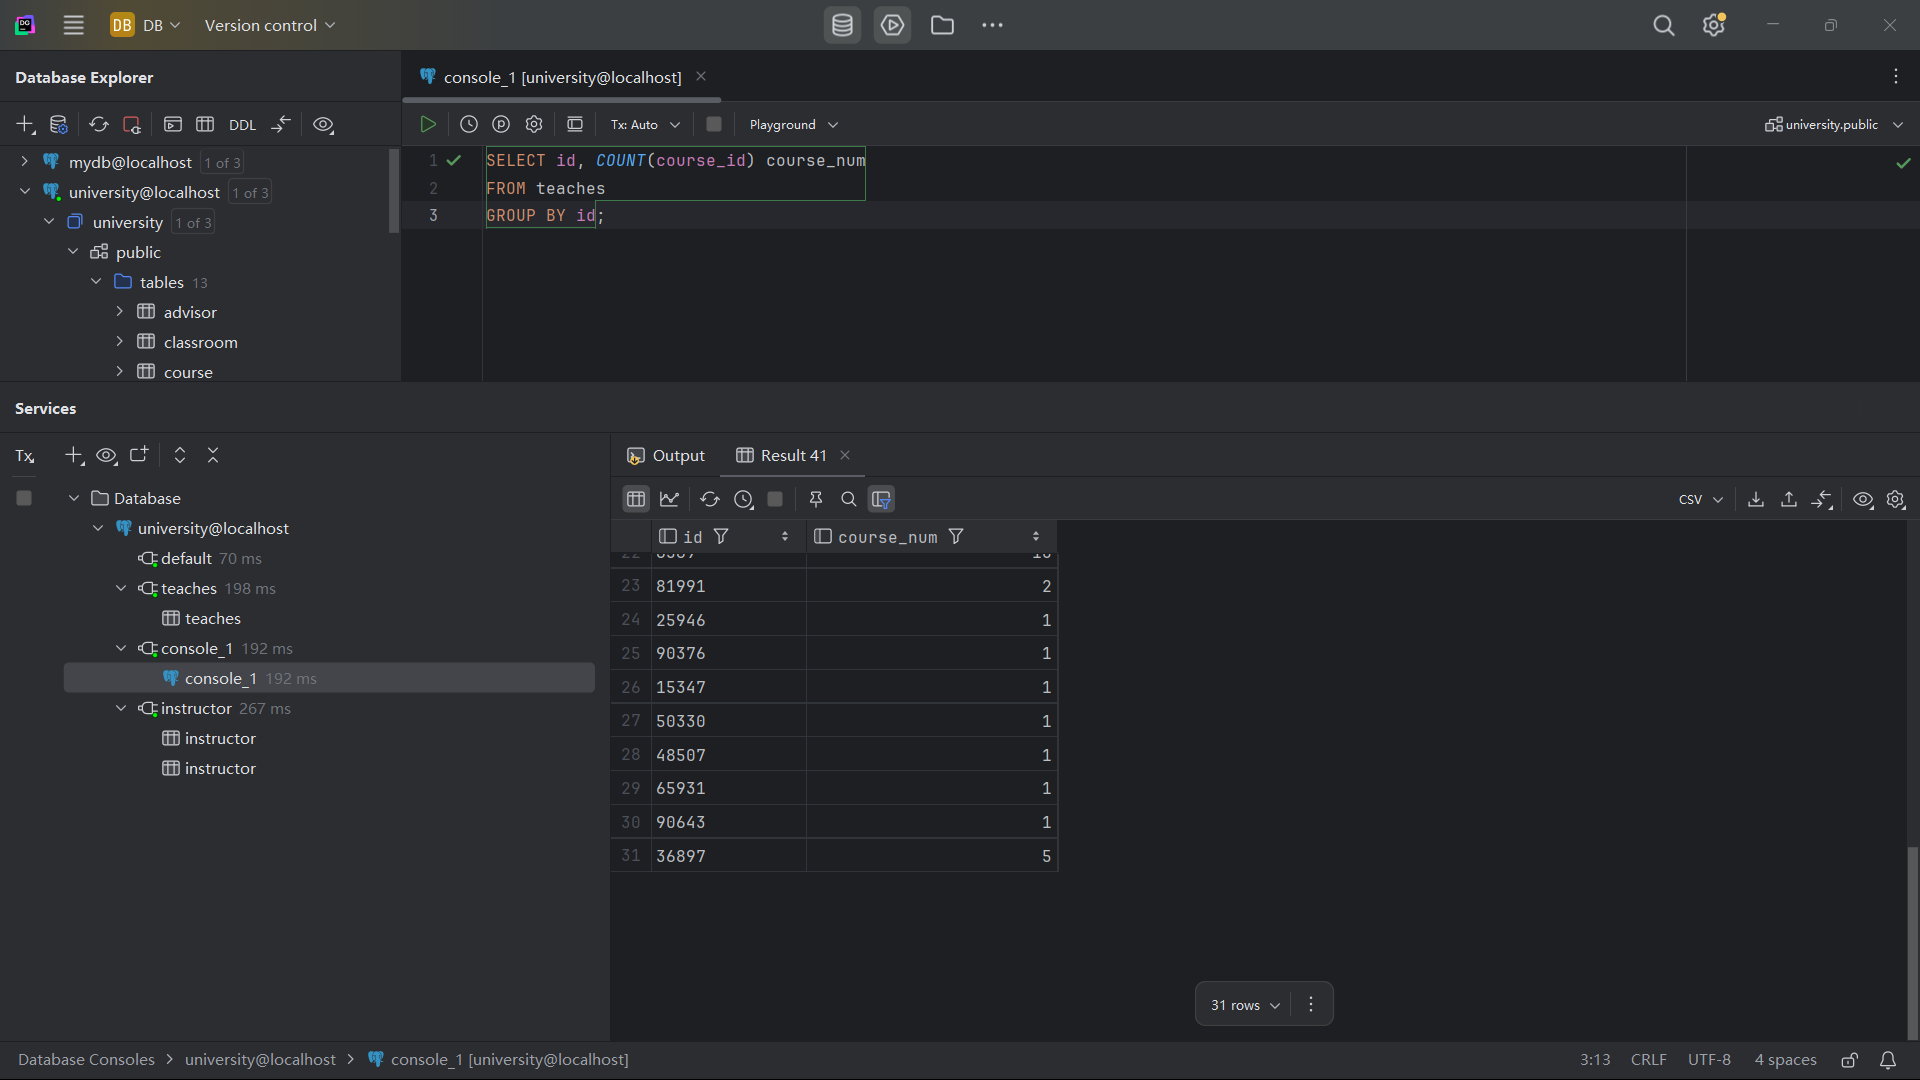 DB DB Version control
Database Explorer
console_1 [university@localhost]
DDL
Tx: Auto Playground university.public
mydb@localhost 1 of 3
university@localhost 1 of 3
university 1 of 3
public
tables 13
advisor
classroom
course
1 SELECT id, COUNT(course_id) course_num
2 FROM teaches
3 GROUP BY id;
Services
Tx
Database
university@localhost
default 70 ms
teaches 198 ms
teaches
console_1 192 ms
console_1 192 ms
instructor 267 ms
instructor
instructor
Output Result 41
CSV
id course_num
23 81991 2
24 25946 1
25 90376 1
26 15347 1
27 50330 1
28 48507 1
29 65931 1
30 90643 1
31 36897 5
31 rows
Database Consoles > university@localhost > console_1 [university@localhost]
3:13 CRLF UTF-8 4 spaces